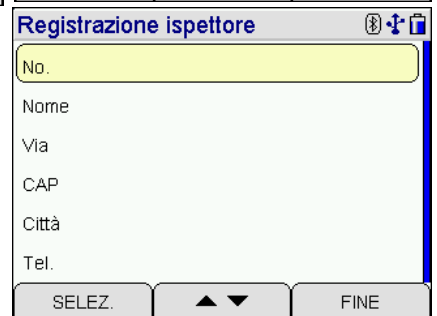 Registrazione ispettore
No.
Nome
Via
CAP
Città
Tel.
SELEZ. ▲ ▼ FINE